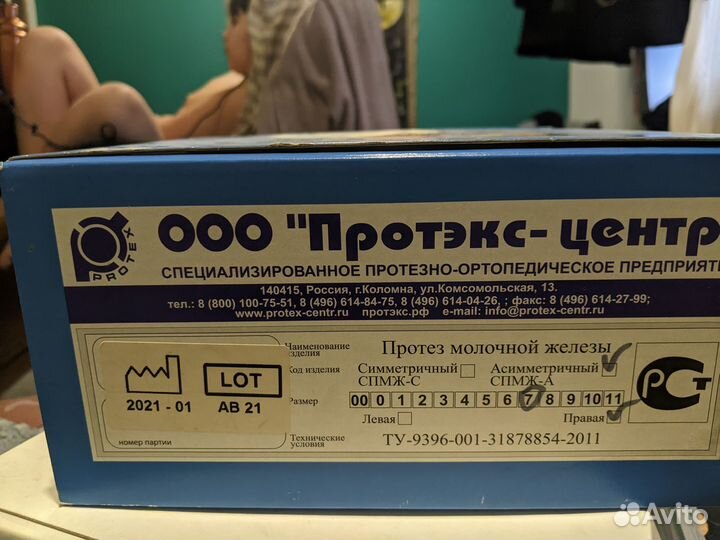 PROTEX
ООО "Протэкс- центр
СПЕЦИАЛИЗИРОВАННОЕ ПРОТЕЗНО-ОРТОПЕДИЧЕСКОЕ ПРЕДПРИЯТИ
140415, Россия, г.Коломна, ул.Комсомольская, 13.
тел.: 8 (800) 100-75-51, 8 (496) 614-84-75, 8 (496) 614-04-26, ; факс: 8 (496) 614-27-99;
www.protex-centr.ru протэкс.рф e-mail: info@protex-centr.ru
Наименование изделия
Протез молочной железы
Код изделия
Симметричный СПМЖ-С
Асимметричный СПМЖ-А
Размер
00 0 1 2 3 4 5 6 7 8 9 10 11
Левая
Правая
Технические условия
ТУ-9396-001-31878854-2011
2021 - 01
LOT
AB 21
номер партии
РСТ
Avito